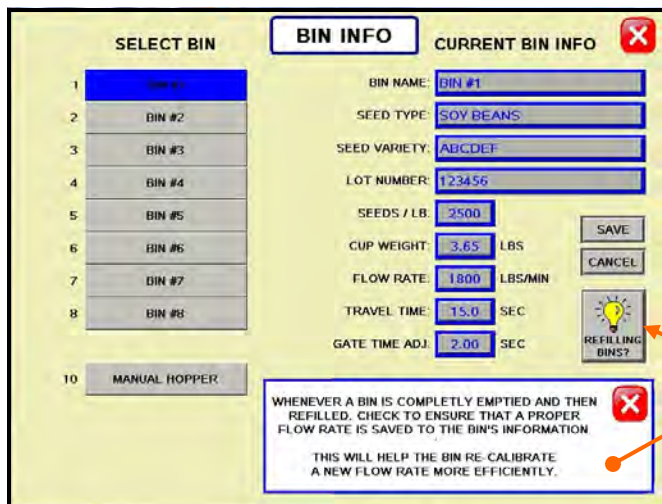 BIN INFO
SELECT BIN
CURRENT BIN INFO
1
2 BIN #2
3 BIN #3
4 BIN #4
5 BIN #5
6 BIN #6
7 BIN #7
8 BIN #8
10 MANUAL HOPPER
BIN NAME: BIN #1
SEED TYPE: SOY BEANS
SEED VARIETY: ABCDEF
LOT NUMBER: 123456
SEEDS / LB: 2500
CUP WEIGHT: 3.65 LBS
FLOW RATE: 1800 LBS/MIN
TRAVEL TIME: 15.0 SEC
GATE TIME ADJ: 2.00 SEC
SAVE
CANCEL
REFILLING
BINS?
WHENEVER A BIN IS COMPLETLY EMPTIED AND THEN
REFILLED, CHECK TO ENSURE THAT A PROPER
FLOW RATE IS SAVED TO THE BIN'S INFORMATION
THIS WILL HELP THE BIN RE-CALIBRATE
A NEW FLOW RATE MORE EFFICIENTLY.